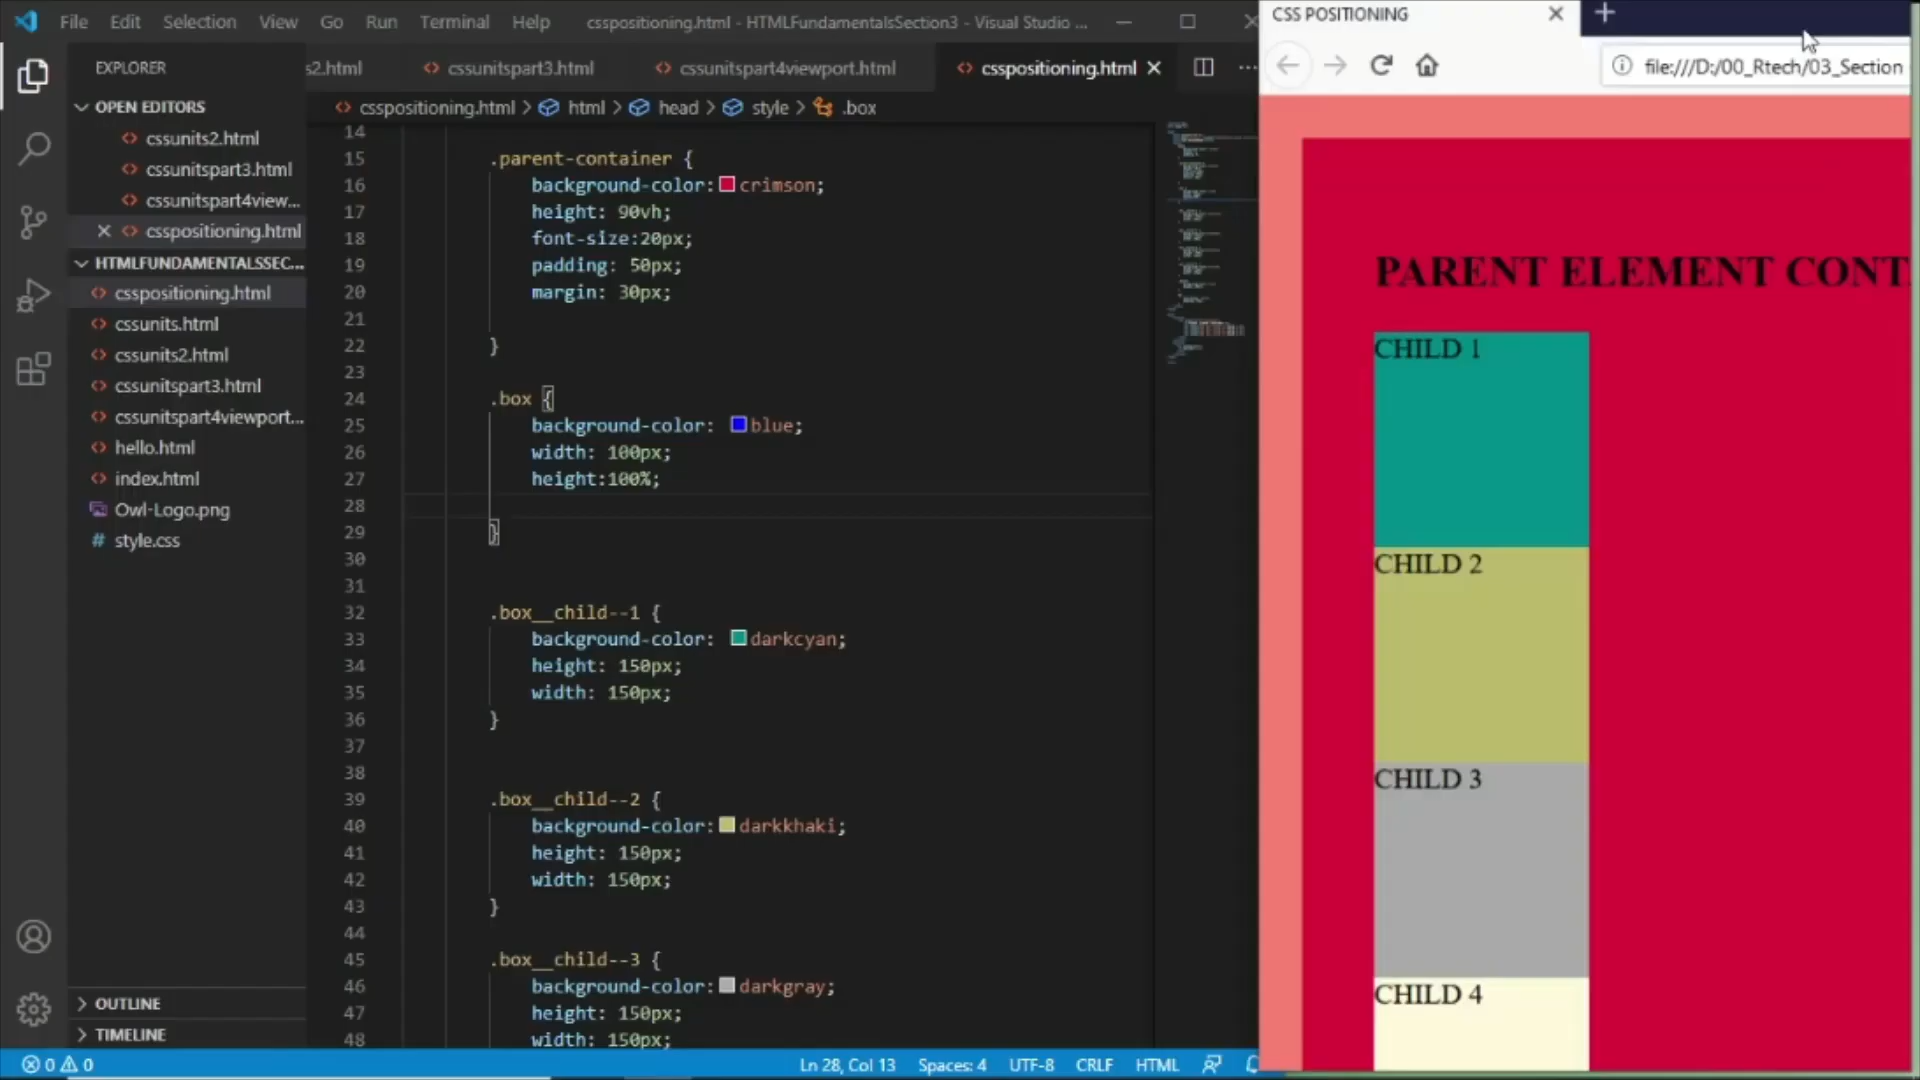 File Edit Selection View Go Run Terminal Help
csspositioning.html - HTMLFundamentalsSection3 - Visual Studio ...
EXPLORER
OPEN EDITORS
cssunits2.html
cssunitspart3.html
cssunitspart4view...
csspositioning.html
HTMLFUNDAMENTALSSEC...
csspositioning.html
cssunits.html
cssunits2.html
cssunitspart3.html
cssunitspart4viewport...
hello.html
index.html
Owl-Logo.png
# style.css
OUTLINE
TIMELINE
s2.html cssunitspart3.html cssunitspart4viewport.html csspositioning.html
csspositioning.html > html > head > style > .box
14
15 .parent-container {
16 background-color: crimson;
17 height: 90vh;
18 font-size:20px;
19 padding: 50px;
20 margin: 30px;
21
22 }
23
24 .box {
25 background-color: blue;
26 width: 100px;
27 height:100%;
28
29 }
30
31
32 .box__child--1 {
33 background-color: darkcyan;
34 height: 150px;
35 width: 150px;
36 }
37
38
39 .box__child--2 {
40 background-color: darkkhaki;
41 height: 150px;
42 width: 150px;
43 }
44
45 .box__child--3 {
46 background-color: darkgray;
47 height: 150px;
48 width: 150px;
0 0
Ln 28, Col 13 Spaces: 4 UTF-8 CRLF HTML
CSS POSITIONING
file:///D:/00_Rtech/03_Section
PARENT ELEMENT CONT
CHILD 1
CHILD 2
CHILD 3
CHILD 4